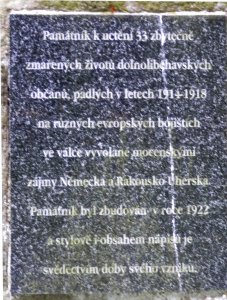 Památník k uctění 33 zbytečně
zmařených životů dolnoliběhavských
občanů, padlých v letech 1914-1918
na různých evropských bojištích
ve válce vyvolané mocenskými
zájmy Německa a Rakousko-Uherska.
Památník byl zbudován v roce 1922
a stylově i obsahem nápisů je
svědectvím doby svého vzniku.